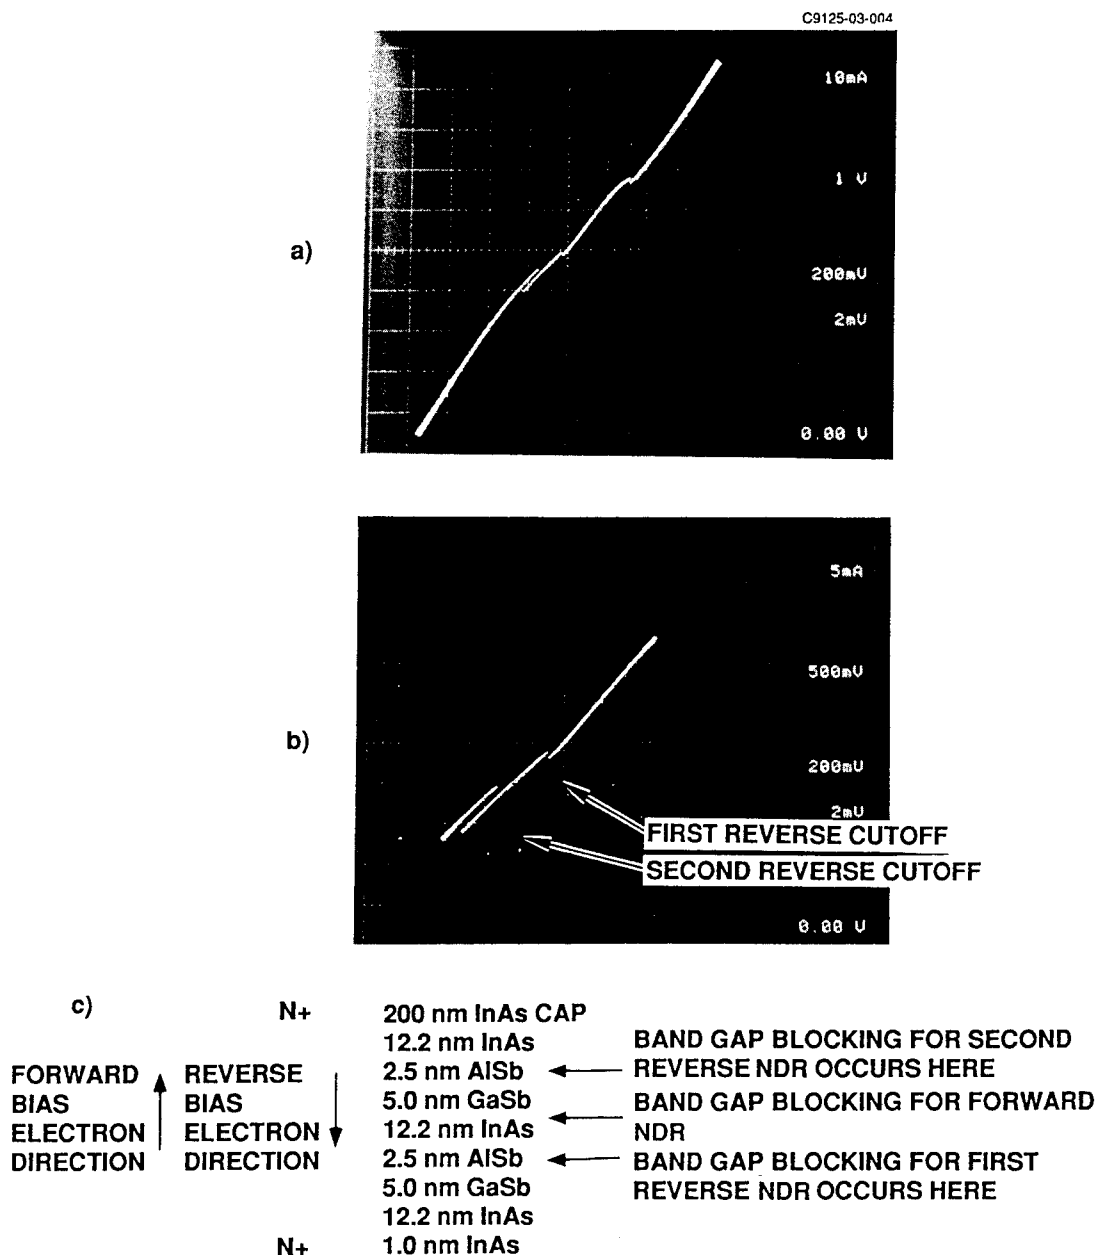 C9125-03-004
10mA
1 V
a)
200mV
2mV
0.00 V
5mA
500mV
b)
200mV
2mV
FIRST REVERSE CUTOFF
SECOND REVERSE CUTOFF
0.00 V
c)
FORWARD
BIAS
ELECTRON
DIRECTION
REVERSE
BIAS
ELECTRON
DIRECTION
N+
200 nm InAs CAP
12.2 nm InAs
2.5 nm AlSb
5.0 nm GaSb
12.2 nm InAs
2.5 nm AlSb
5.0 nm GaSb
12.2 nm InAs
N+
1.0 nm InAs
BAND GAP BLOCKING FOR SECOND
REVERSE NDR OCCURS HERE
BAND GAP BLOCKING FOR FORWARD
NDR
BAND GAP BLOCKING FOR FIRST
REVERSE NDR OCCURS HERE